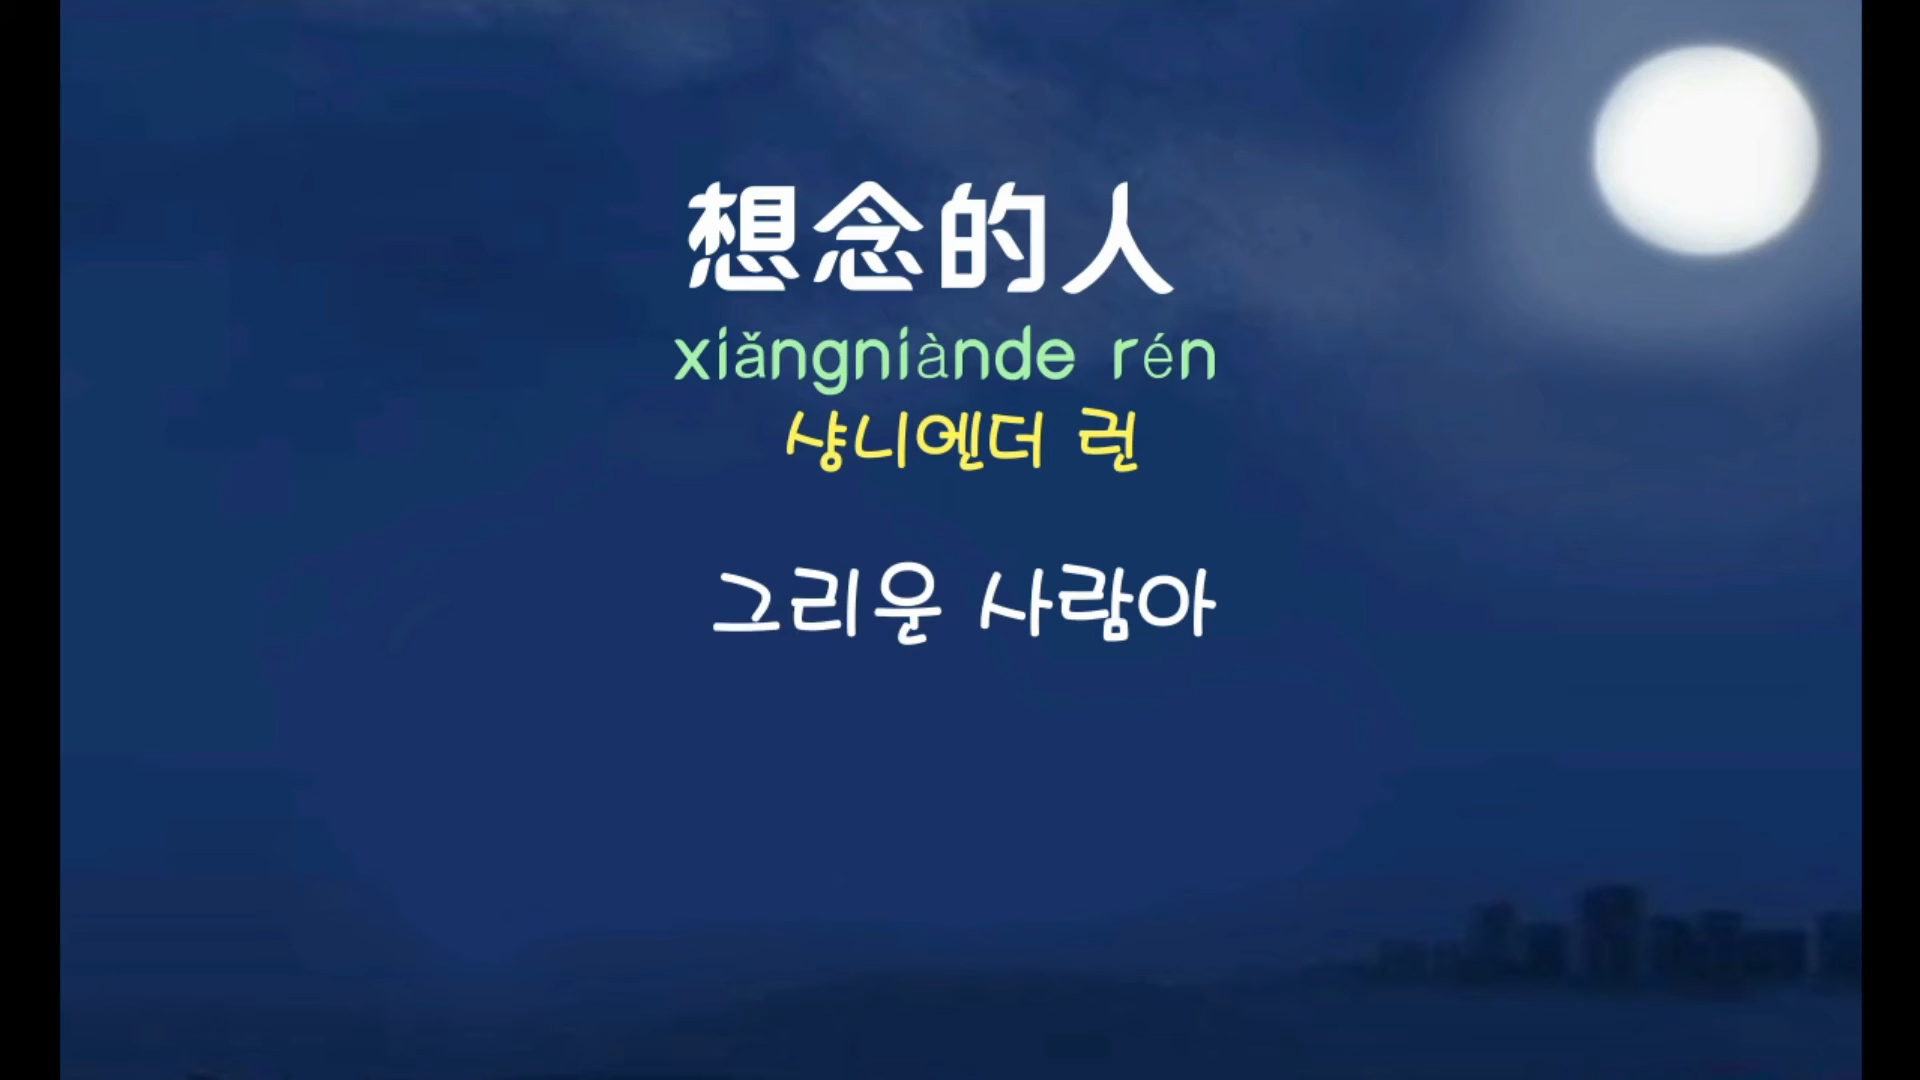 想念的人
xiǎngniànde rén
샹니엔더 런
그리운 사람아